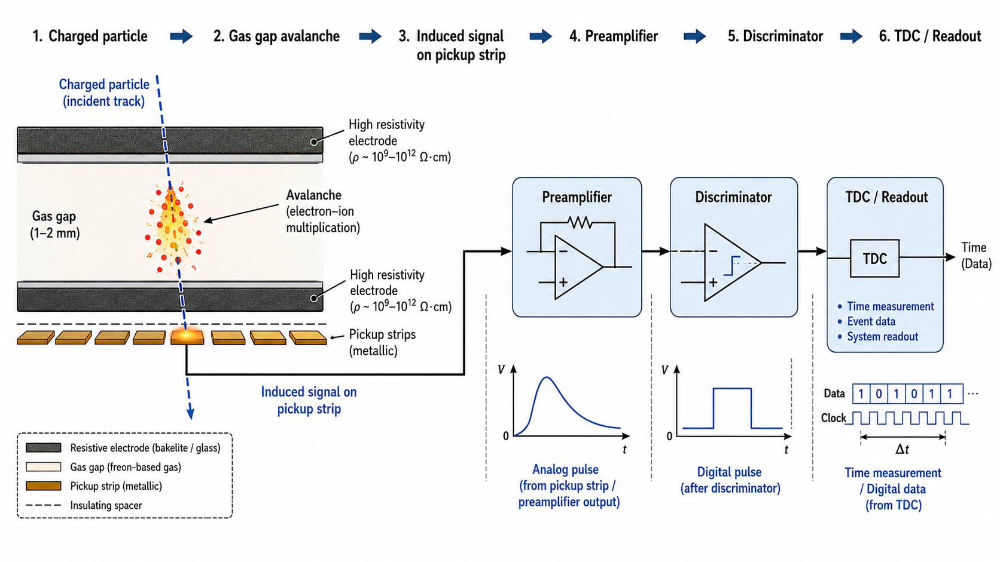 1. Charged particle
2. Gas gap avalanche
3. Induced signal
on pickup strip
4. Preamplifier
5. Discriminator
6. TDC / Readout
Charged particle
(incident track)
High resistivity
electrode
(ρ ~ 10⁹–10¹² Ω·cm)
Gas gap
(1–2 mm)
Avalanche
(electron–ion
multiplication)
High resistivity
electrode
(ρ ~ 10⁹–10¹² Ω·cm)
Pickup strips
(metallic)
Induced signal on
pickup strip
Resistive electrode (bakelite / glass)
Gas gap (freon-based gas)
Pickup strip (metallic)
Insulating spacer
Preamplifier
−
+
Discriminator
−
+
TDC / Readout
TDC
• Time measurement
• Event data
• System readout
Time
(Data)
V
0
t
Analog pulse
(from pickup strip /
preamplifier output)
V
0
t
Digital pulse
(after discriminator)
Data 1 0 1 0 1 1 ...
Clock
Δt
Time measurement
/ Digital data
(from TDC)